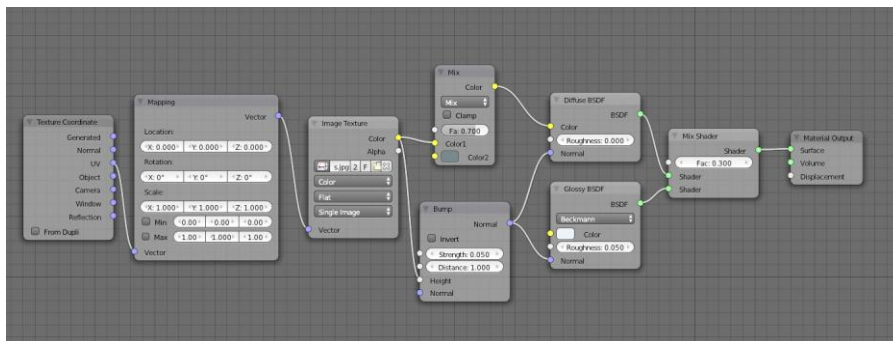 Texture Coordinate
Generated
Normal
UV
Object
Camera
Window
Reflection
From Dupli
Mapping
Vector
Location:
X: 0.000 Y: 0.000 Z: 0.000
Rotation:
X: 0° Y: 0° Z: 0°
Scale:
X: 1.000 Y: 1.000 Z: 1.000
Min 0.00 0.00 0.00
Max 1.00 1.000 1.00
Vector
Image Texture
Color
Alpha
s.jpg 2 F
Color
Flat
Single Image
Vector
Mix
Color
Mix
Clamp
Fa: 0.700
Color1
Color2
Bump
Normal
Invert
Strength: 0.050
Distance: 1.000
Height
Normal
Diffuse BSDF
BSDF
Color
Roughness: 0.000
Normal
Glossy BSDF
BSDF
Beckmann
Color
Roughness: 0.050
Normal
Mix Shader
Shader
Fac: 0.300
Shader
Shader
Material Output
Surface
Volume
Displacement